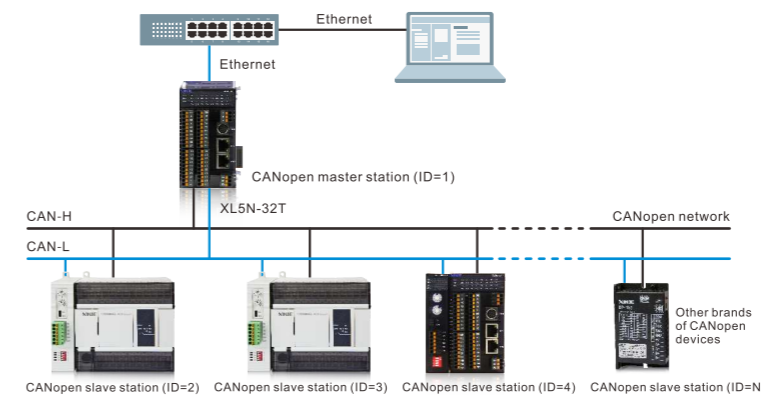 Ethernet
Ethernet
CANopen master station (ID=1)
XL5N-32T
CAN-H
CANopen network
CAN-L
Other brands
of CANopen
devices
CANopen slave station (ID=2)
CANopen slave station (ID=3)
CANopen slave station (ID=4)
CANopen slave station (ID=N